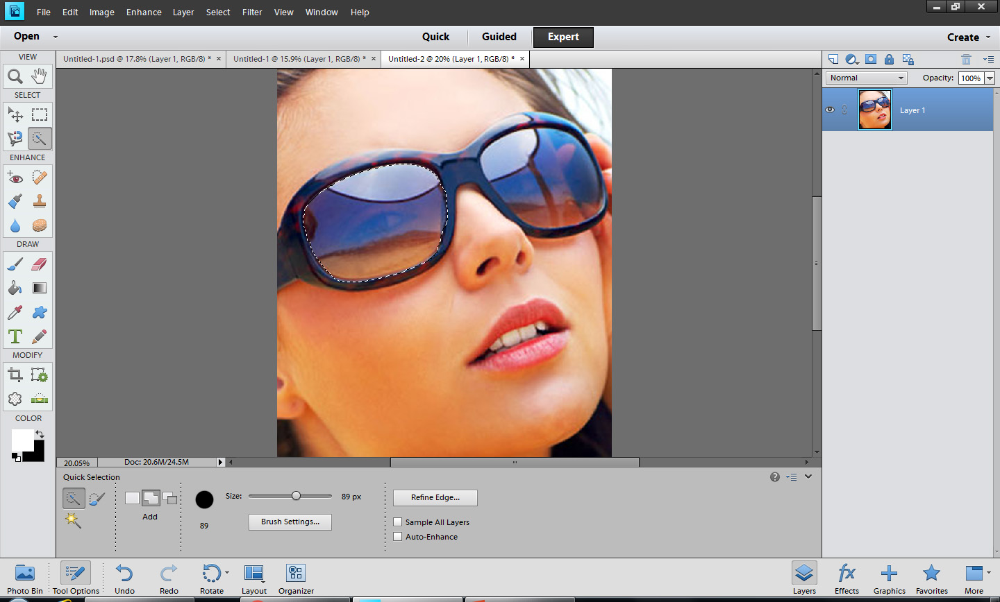 File Edit Image Enhance Layer Select Filter View Window Help
Open Quick Guided Expert Create
VIEW
Untitled-1.psd @ 17.8% (Layer 1, RGB/8) * × Untitled-1 @ 15.9% (Layer 1, RGB/8) * × Untitled-2 @ 20% (Layer 1, RGB/8) * ×
Normal Opacity: 100%
SELECT
Layer 1
ENHANCE
DRAW
T
MODIFY
COLOR
20.05% Doc: 20.6M/24.5M
Quick Selection
Size: 89 px
Add
89
Brush Settings...
Refine Edge...
Sample All Layers
Auto-Enhance
Photo Bin Tool Options Undo Redo Rotate Layout Organizer Layers fx Effects Graphics Favorites More